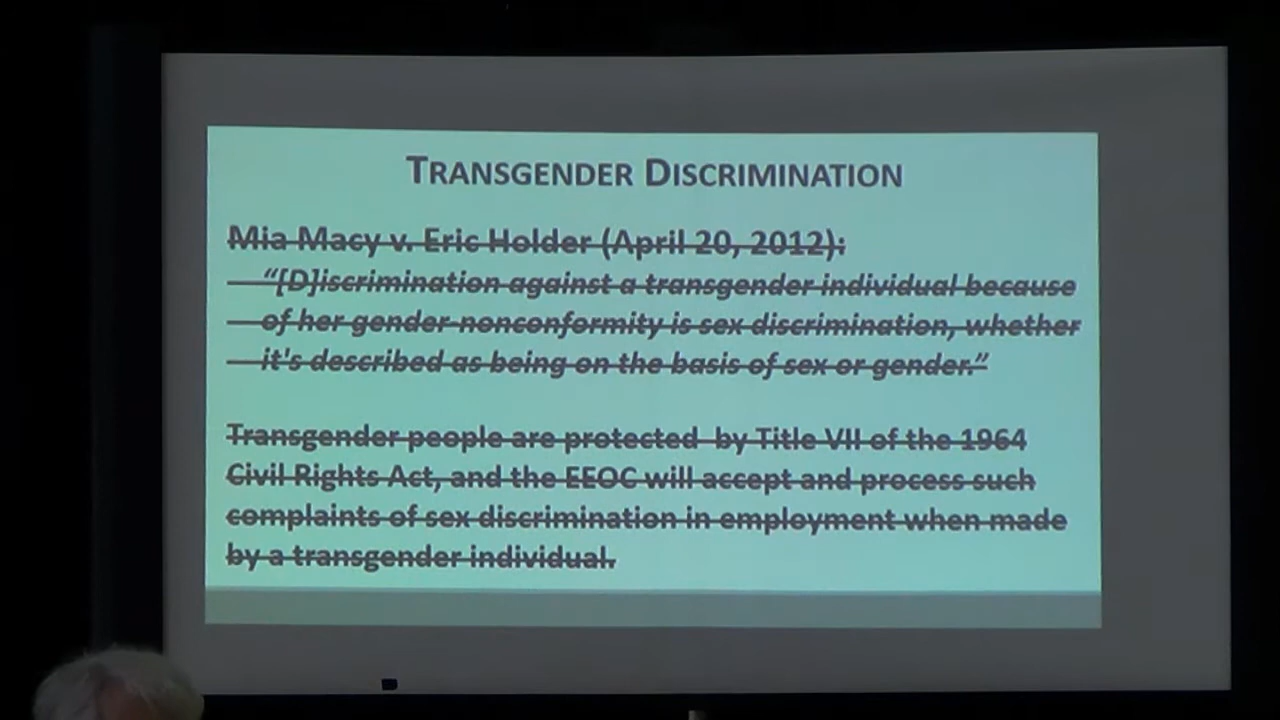 TRANSGENDER DISCRIMINATION
Mia Macy v. Eric Holder (April 20, 2012):
“[D]iscrimination against a transgender individual because
of her gender-nonconformity is sex discrimination, whether
it's described as being on the basis of sex or gender.”
Transgender people are protected by Title VII of the 1964
Civil Rights Act, and the EEOC will accept and process such
complaints of sex discrimination in employment when made
by a transgender individual.